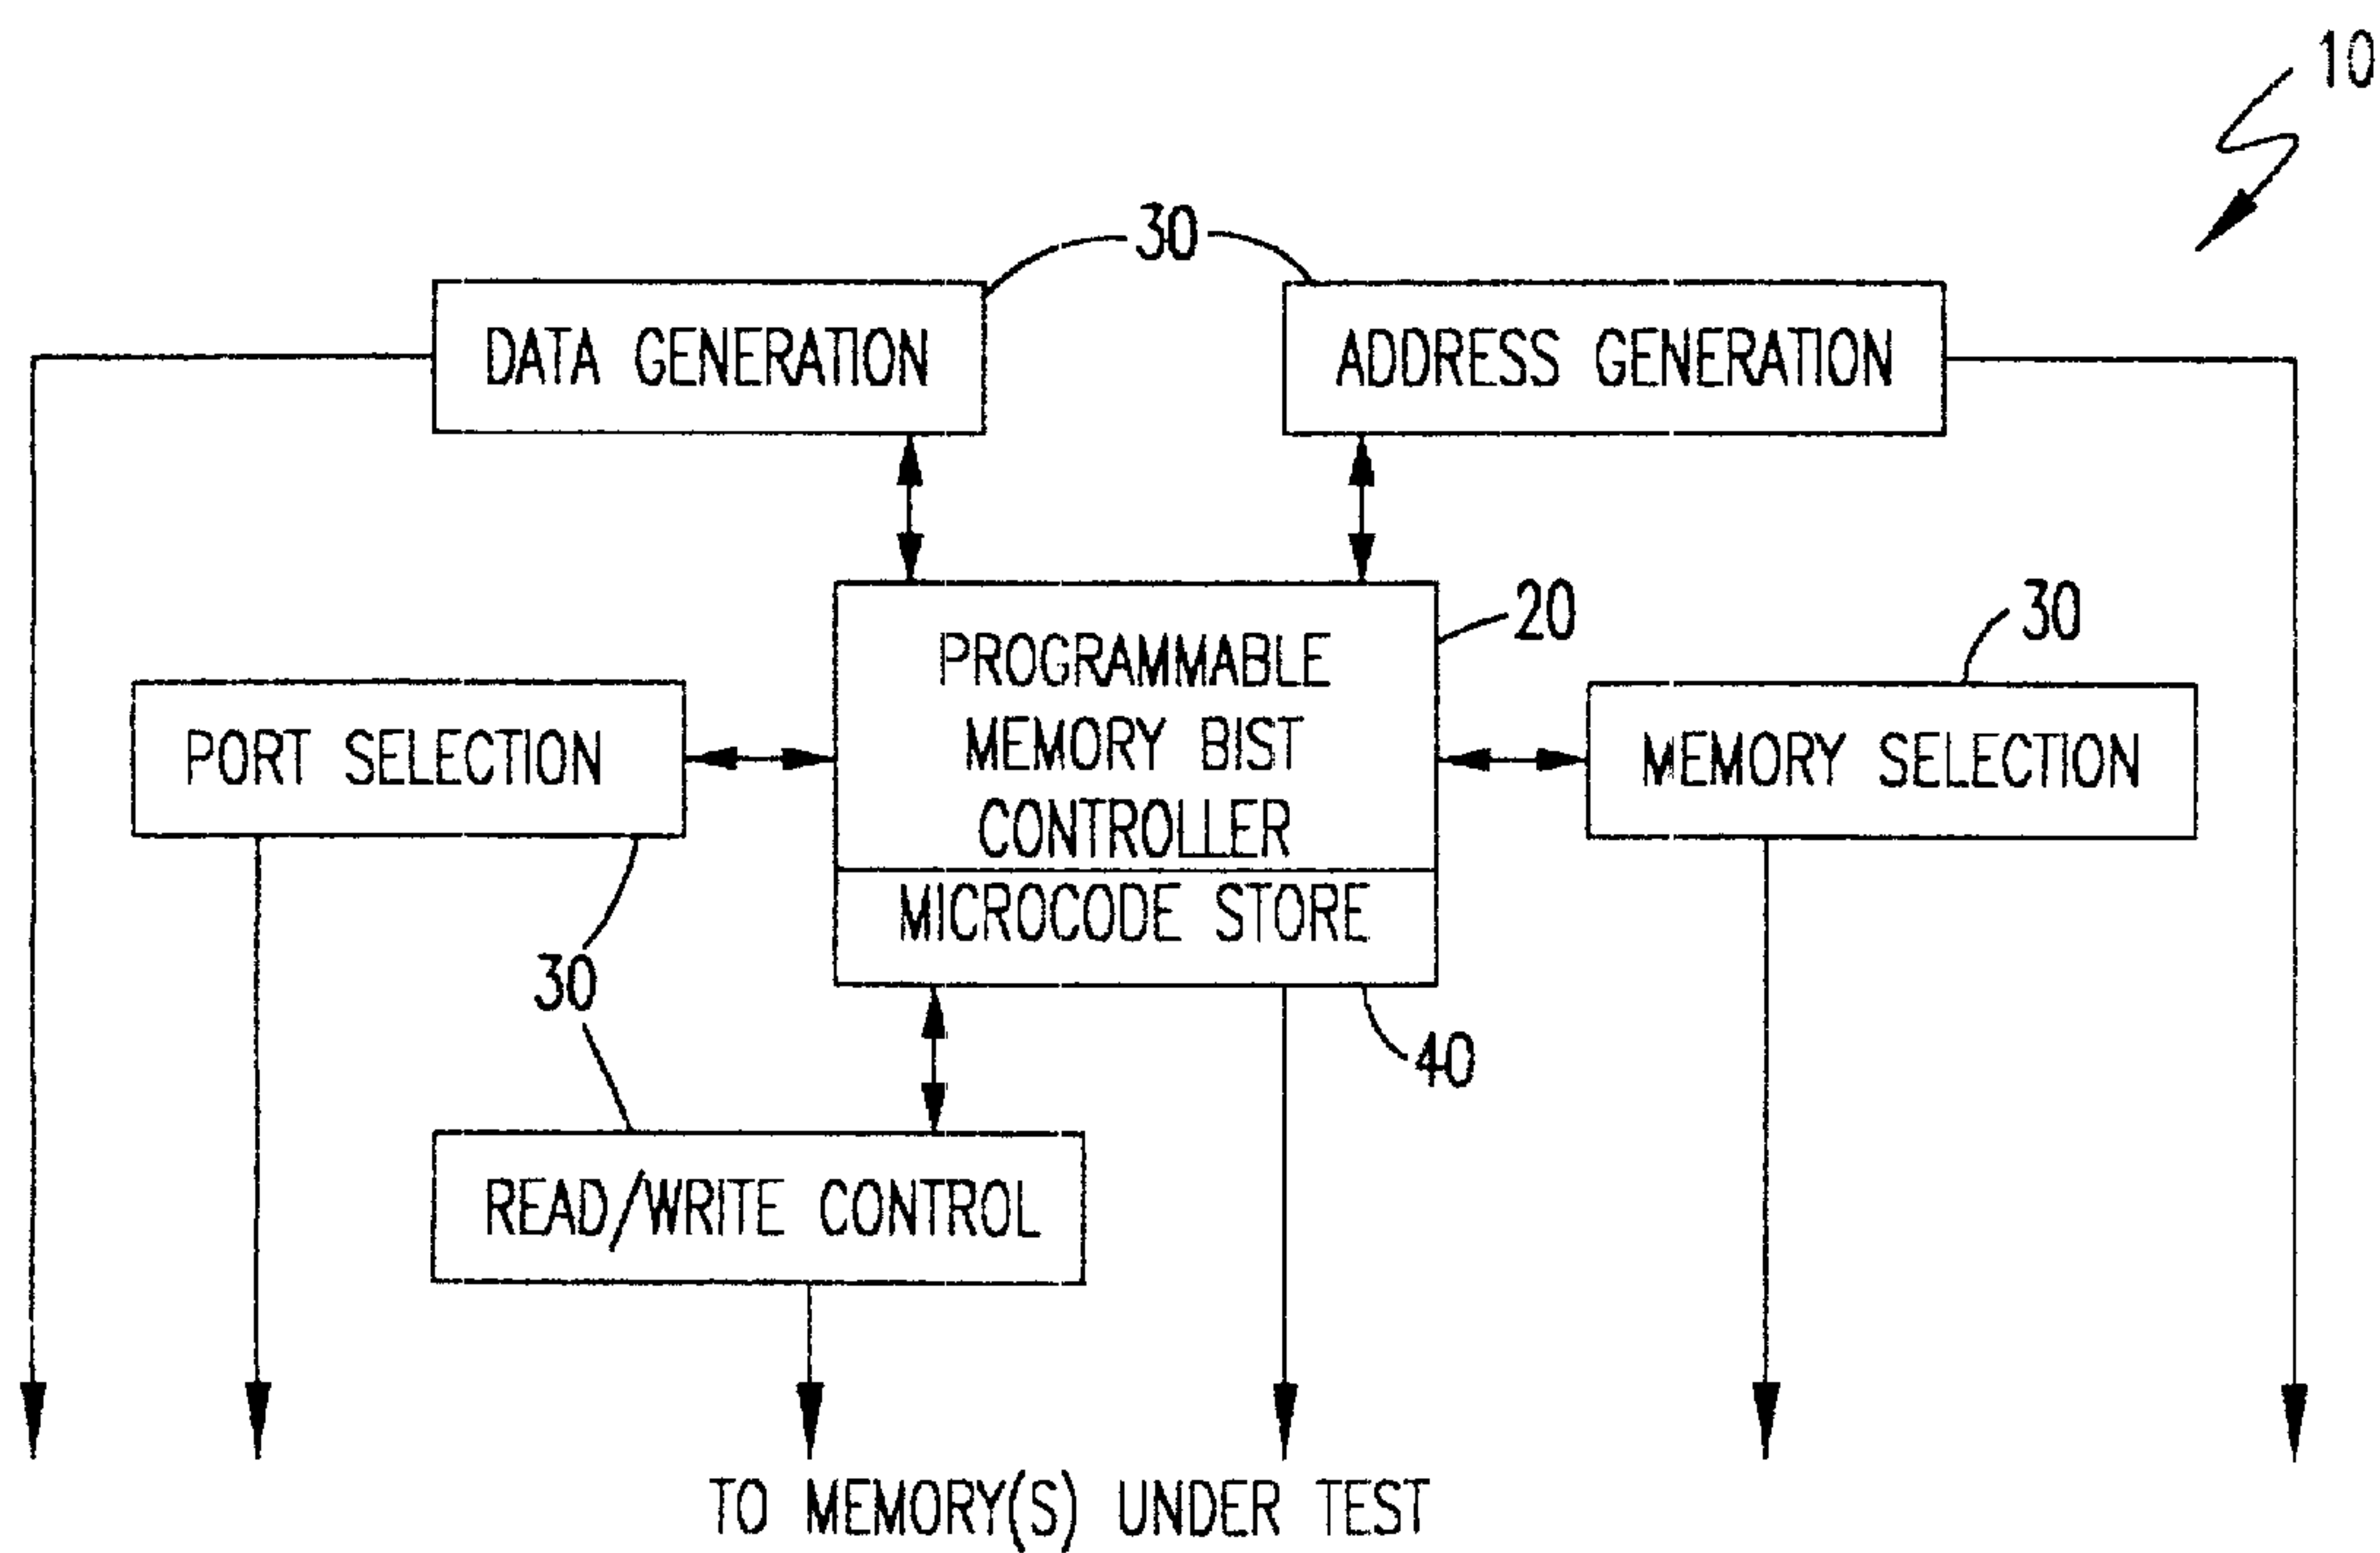 10
30
DATA GENERATION
ADDRESS GENERATION
20
30
PROGRAMMABLE
MEMORY BIST
CONTROLLER
PORT SELECTION
MEMORY SELECTION
MICROCODE STORE
30
40
READ/WRITE CONTROL
TO MEMORY(S) UNDER TEST